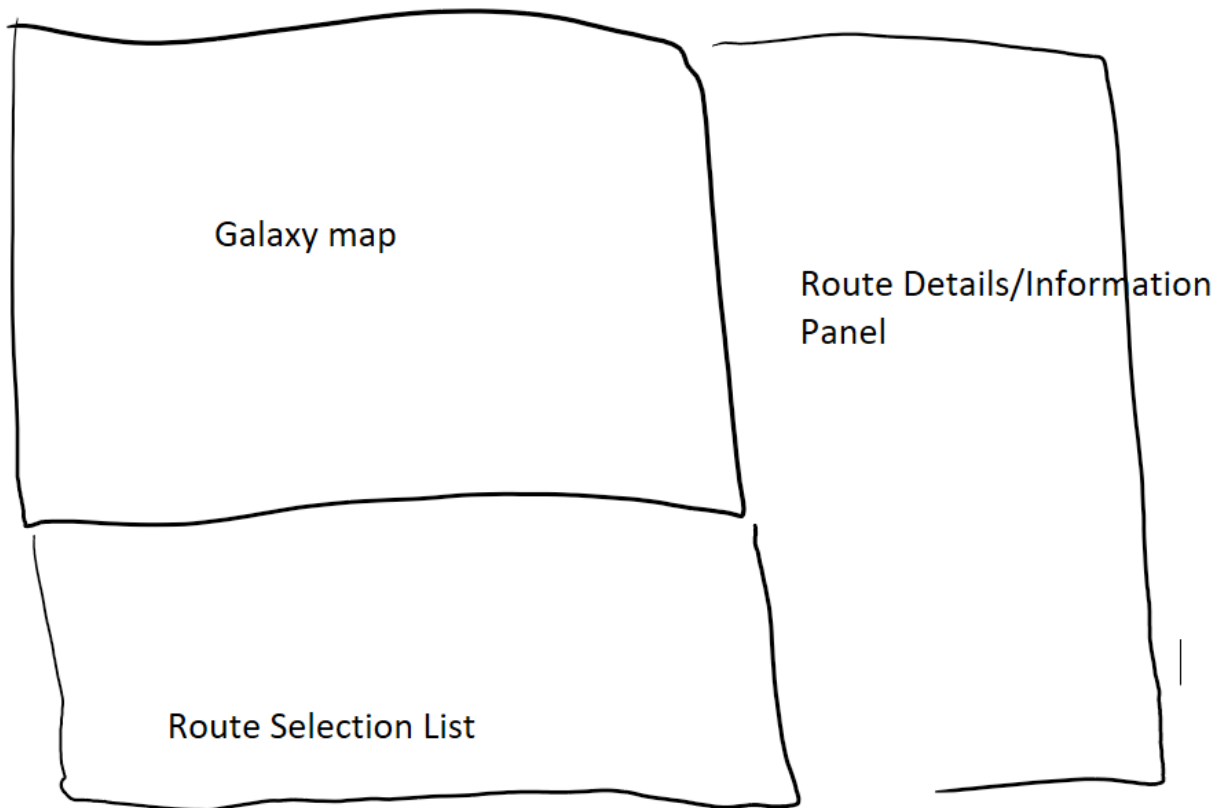 Galaxy map
Route Details/Information
Panel
Route Selection List